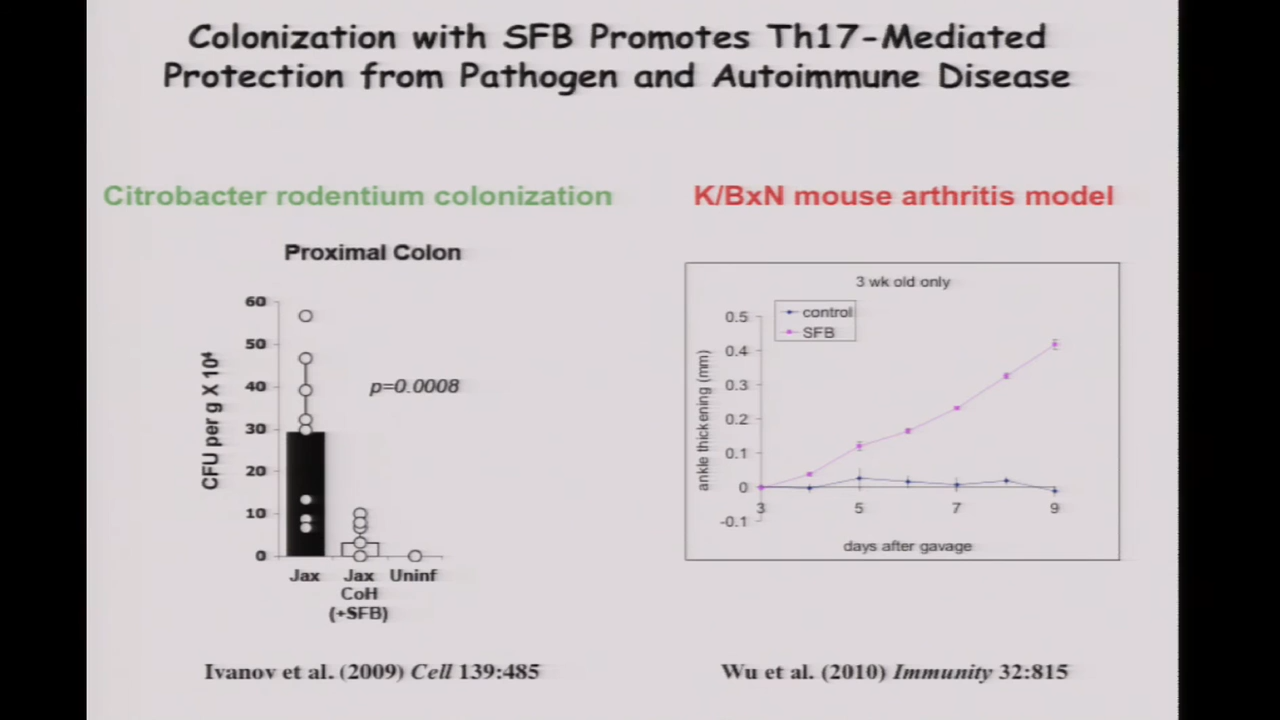 Colonization with SFB Promotes Th17-Mediated
Protection from Pathogen and Autoimmune Disease
Citrobacter rodentium colonization
Proximal Colon
60
50
40
30
20
10
0
CFU per g X 10⁴
p=0.0008
Jax
Jax
CoH
(+SFB)
Uninf
Ivanov et al. (2009) Cell 139:485
K/BxN mouse arthritis model
3 wk old only
control
SFB
0.5
0.4
0.3
0.2
0.1
0
-0.1
ankle thickening (mm)
3
5
7
9
days after gavage
Wu et al. (2010) Immunity 32:815